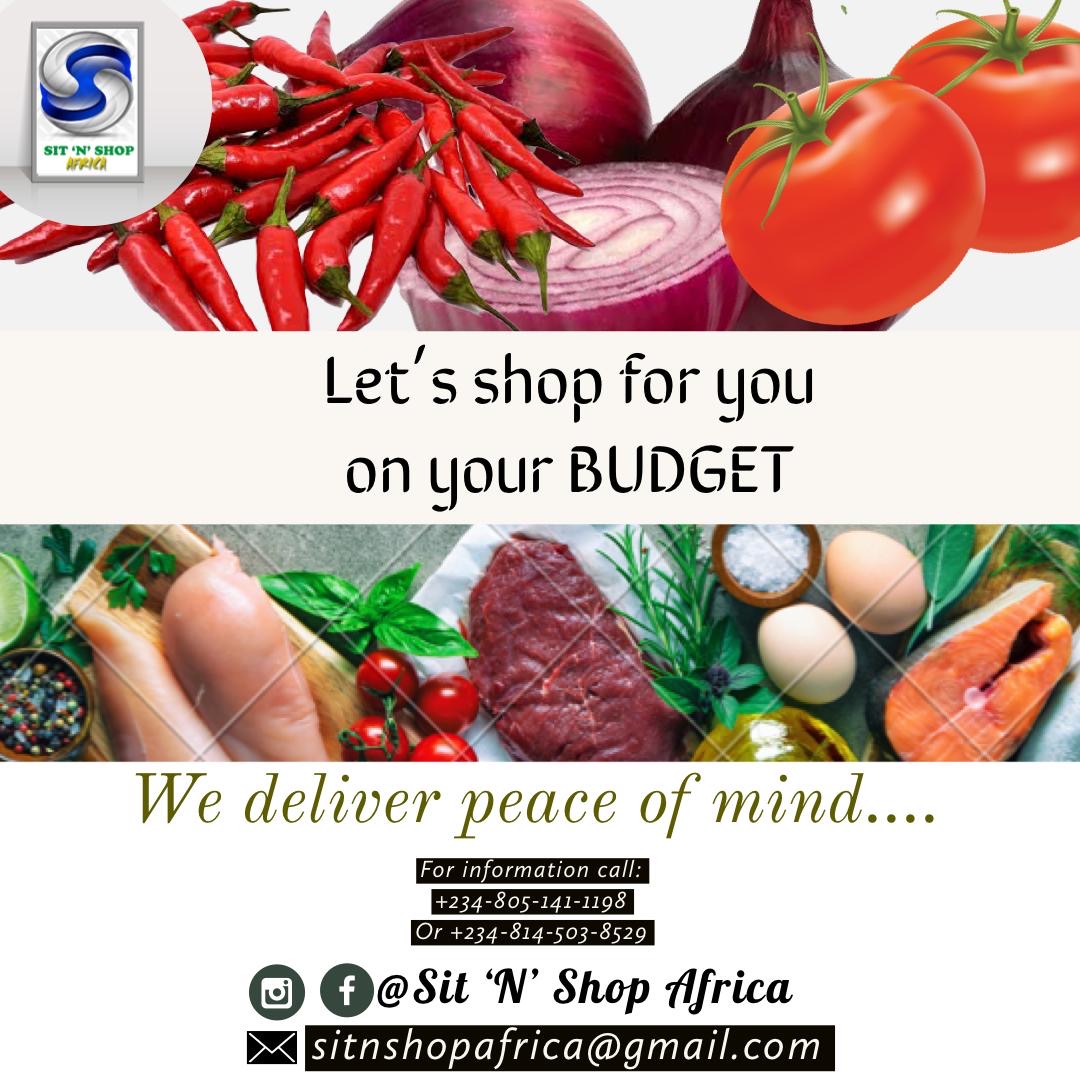 SIT 'N' SHOP
AFRICA
Let's shop for you
on your BUDGET
We deliver peace of mind....
For information call:
+234-805-141-1198
Or +234-814-503-8529
@Sit 'N' Shop Africa
sitnshopafrica@gmail.com